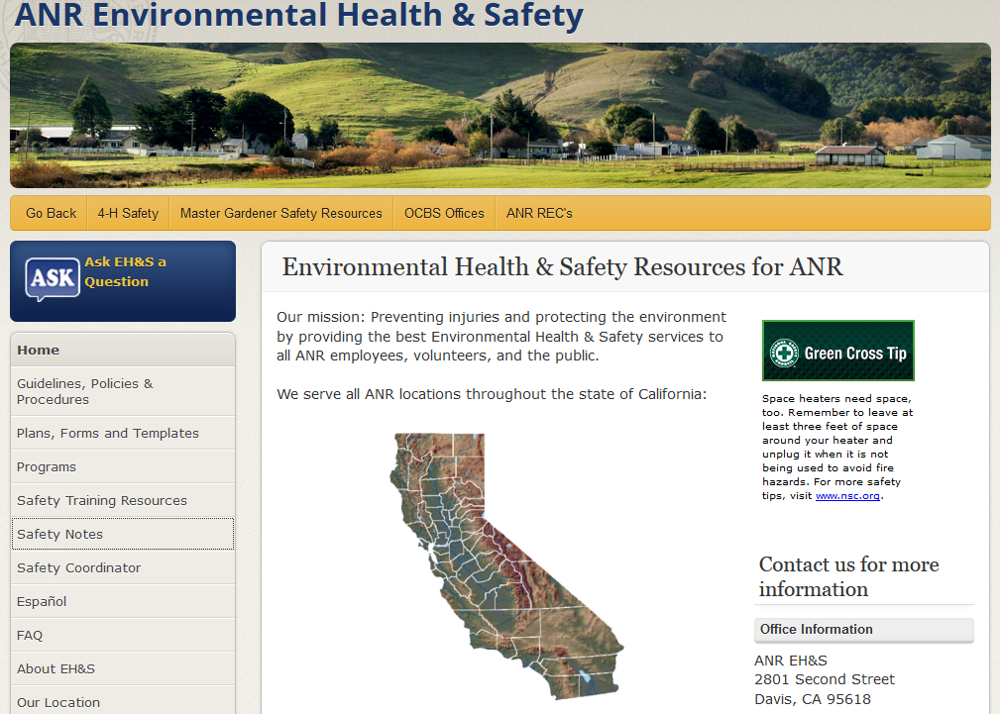 ANR Environmental Health & Safety
Go Back
4-H Safety
Master Gardener Safety Resources
OCBS Offices
ANR REC's
ASK
Ask EH&S a
Question
Home
Guidelines, Policies &
Procedures
Plans, Forms and Templates
Programs
Safety Training Resources
Safety Notes
Safety Coordinator
Español
FAQ
About EH&S
Our Location
Environmental Health & Safety Resources for ANR
Our mission: Preventing injuries and protecting the environment
by providing the best Environmental Health & Safety services to
all ANR employees, volunteers, and the public.
We serve all ANR locations throughout the state of California:
Green Cross Tip
Space heaters need space,
too. Remember to leave at
least three feet of space
around your heater and
unplug it when it is not
being used to avoid fire
hazards. For more safety
tips, visit www.nsc.org.
Contact us for more
information
Office Information
ANR EH&S
2801 Second Street
Davis, CA 95618